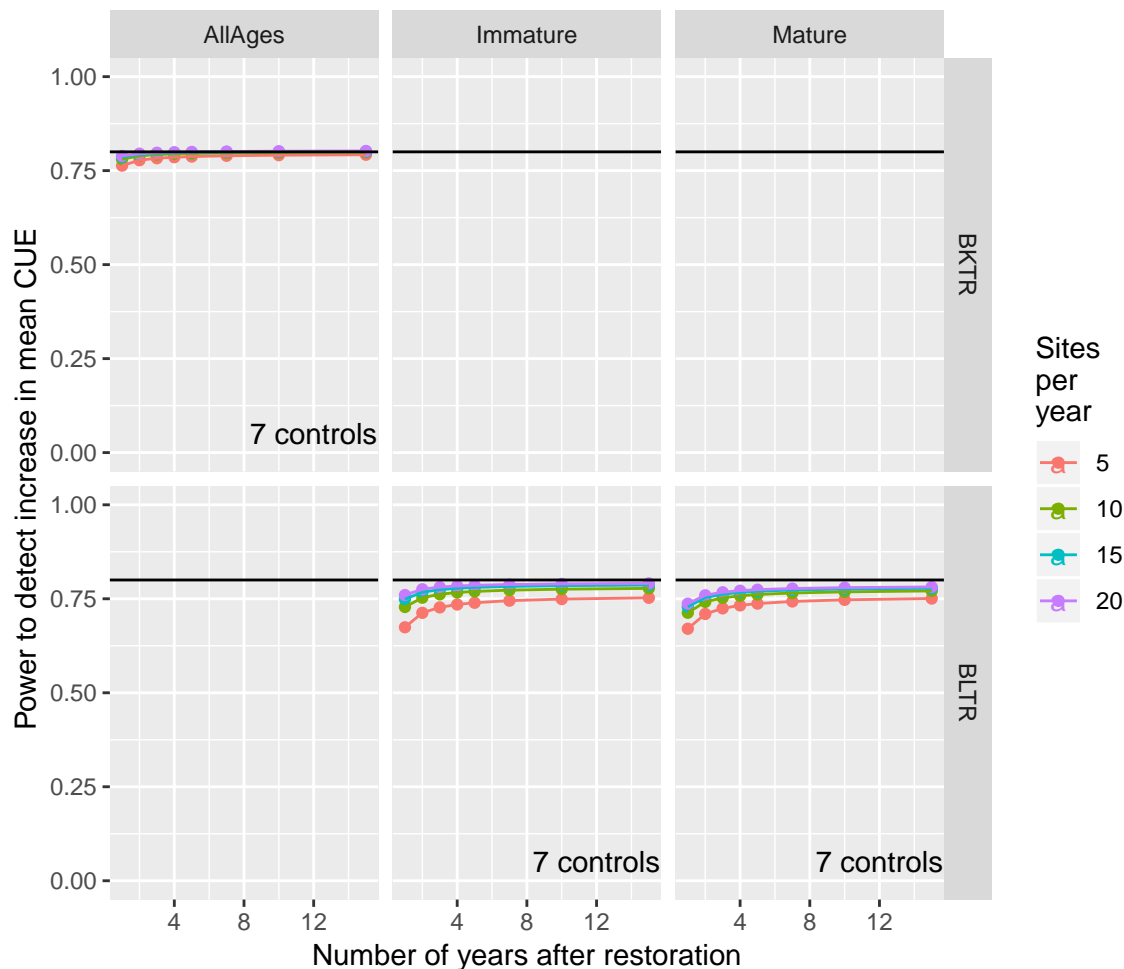 AllAges
Immature
Mature
Power to detect increase in mean CUE
1.00
0.75
0.50
0.25
0.00
7 controls
BKTR
1.00
0.75
0.50
0.25
0.00
7 controls
7 controls
BLTR
4 8 12
4 8 12
4 8 12
Number of years after restoration
Sites
per
year
a 5
a 10
a 15
a 20